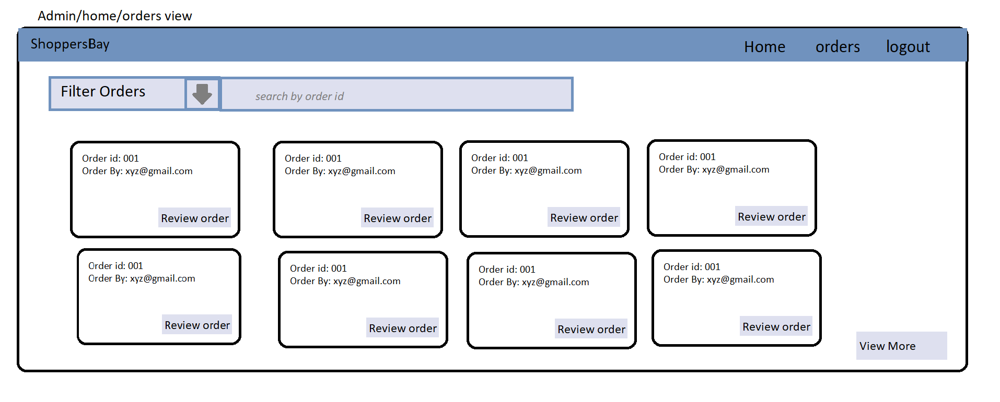 Admin/home/orders view
ShoppersBay
Home orders logout
Filter Orders
search by order id
Order id: 001
Order By: xyz@gmail.com
Review order
Order id: 001
Order By: xyz@gmail.com
Review order
Order id: 001
Order By: xyz@gmail.com
Review order
Order id: 001
Order By: xyz@gmail.com
Review order
Order id: 001
Order By: xyz@gmail.com
Review order
Order id: 001
Order By: xyz@gmail.com
Review order
Order id: 001
Order By: xyz@gmail.com
Review order
Order id: 001
Order By: xyz@gmail.com
Review order
View More